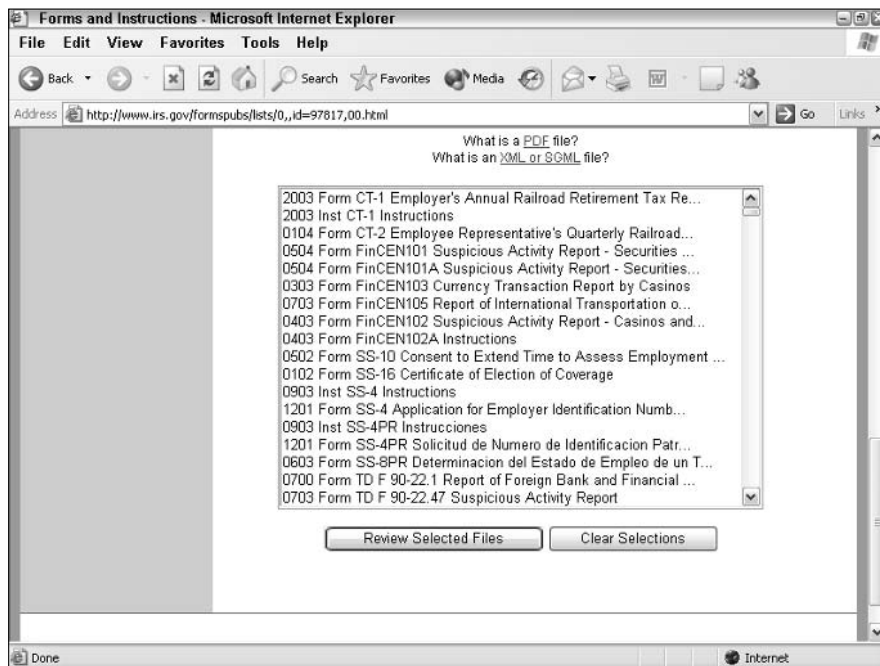 Forms and Instructions - Microsoft Internet Explorer
File Edit View Favorites Tools Help
Back Search Favorites Media
Address http://www.irs.gov/formspubs/lists/0,,id=97817,00.html Go Links
What is a PDF file?
What is an XML or SGML file?
2003 Form CT-1 Employer's Annual Railroad Retirement Tax Re...
2003 Inst CT-1 Instructions
0104 Form CT-2 Employee Representative's Quarterly Railroad...
0504 Form FinCEN101 Suspicious Activity Report - Securities ...
0504 Form FinCEN101A Suspicious Activity Report - Securities...
0303 Form FinCEN103 Currency Transaction Report by Casinos
0703 Form FinCEN105 Report of International Transportation o...
0403 Form FinCEN102 Suspicious Activity Report - Casinos and...
0403 Form FinCEN102A Instructions
0502 Form SS-10 Consent to Extend Time to Assess Employment ...
0102 Form SS-16 Certificate of Election of Coverage
0903 Inst SS-4 Instructions
1201 Form SS-4 Application for Employer Identification Numb...
0903 Inst SS-4PR Instrucciones
1201 Form SS-4PR Solicitud de Numero de Identificacion Patr...
0603 Form SS-8PR Determinacion del Estado de Empleo de un T...
0700 Form TD F 90-22.1 Report of Foreign Bank and Financial ...
0703 Form TD F 90-22.47 Suspicious Activity Report
Review Selected Files Clear Selections
Done Internet